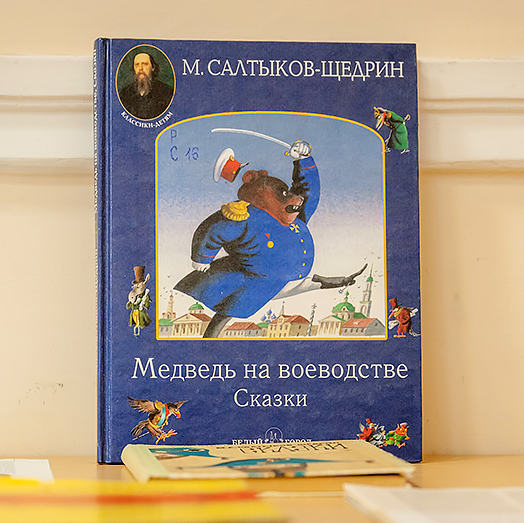 М. САЛТЫКОВ-ЩЕДРИН
КЛАССИКИ-ДЕТЯМ
Р
С 16
Медведь на воеводстве
Сказки
БЕЛЫЙ ГОРОД